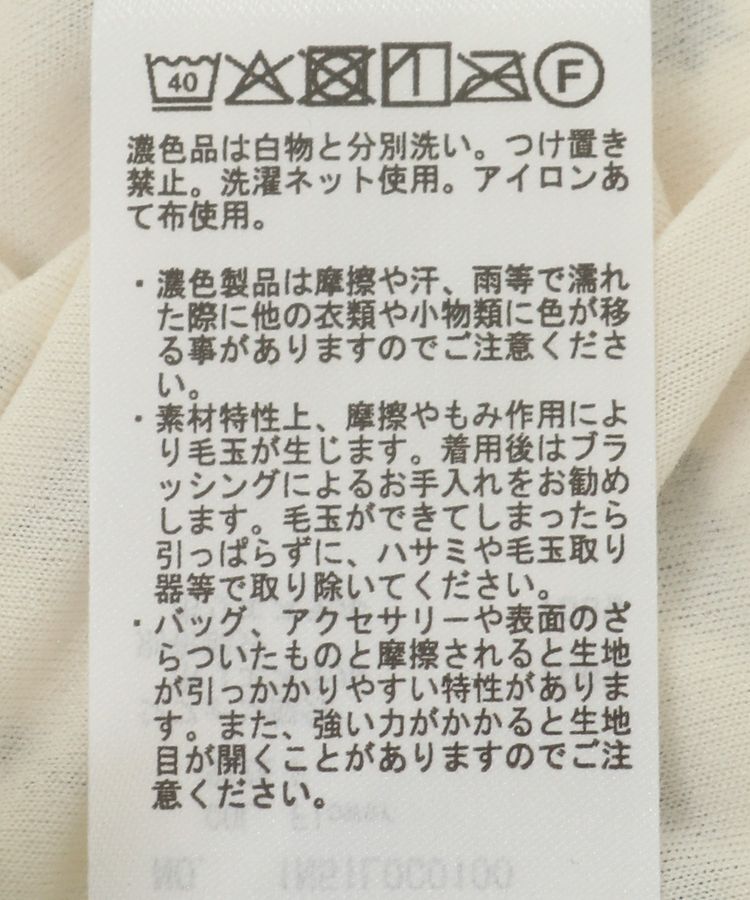 40 F
濃色品は白物と分別洗い。つけ置き
禁止。洗濯ネット使用。アイロンあ
て布使用。
・濃色製品は摩擦や汗、雨等で濡れ
た際に他の衣類や小物類に色が移
る事がありますのでご注意くださ
い。
・素材特性上、摩擦やもみ作用によ
り毛玉が生じます。着用後はブラ
ッシングによるお手入れをお勧め
します。毛玉ができてしまったら
引っぱらずに、ハサミや毛玉取り
器等で取り除いてください。
・バッグ、アクセサリーや表面のざ
らついたものと摩擦されると生地
が引っかかりやすい特性がありま
す。また、強い力がかかると生地
目が開くことがありますのでご注
意ください。